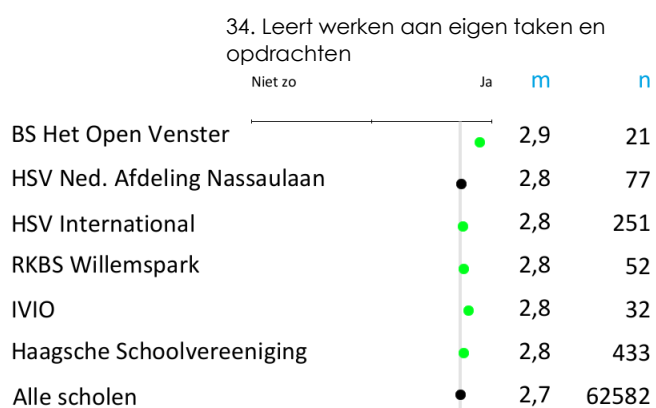 34. Leert werken aan eigen taken en
opdrachten
Niet zo Ja m n
BS Het Open Venster 2,9 21
HSV Ned. Afdeling Nassaulaan 2,8 77
HSV International 2,8 251
RKBS Willemspark 2,8 52
IVIO 2,8 32
Haagsche Schoolvereeniging 2,8 433
Alle scholen 2,7 62582